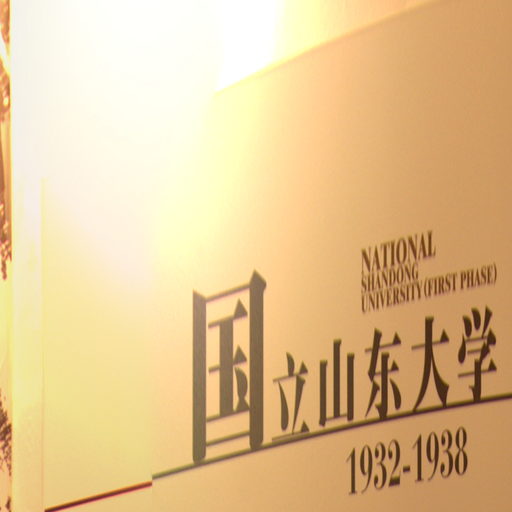 NATIONAL
SHANDONG
UNIVERSITY (FIRST PHASE)
国立山东大学
1932-1938